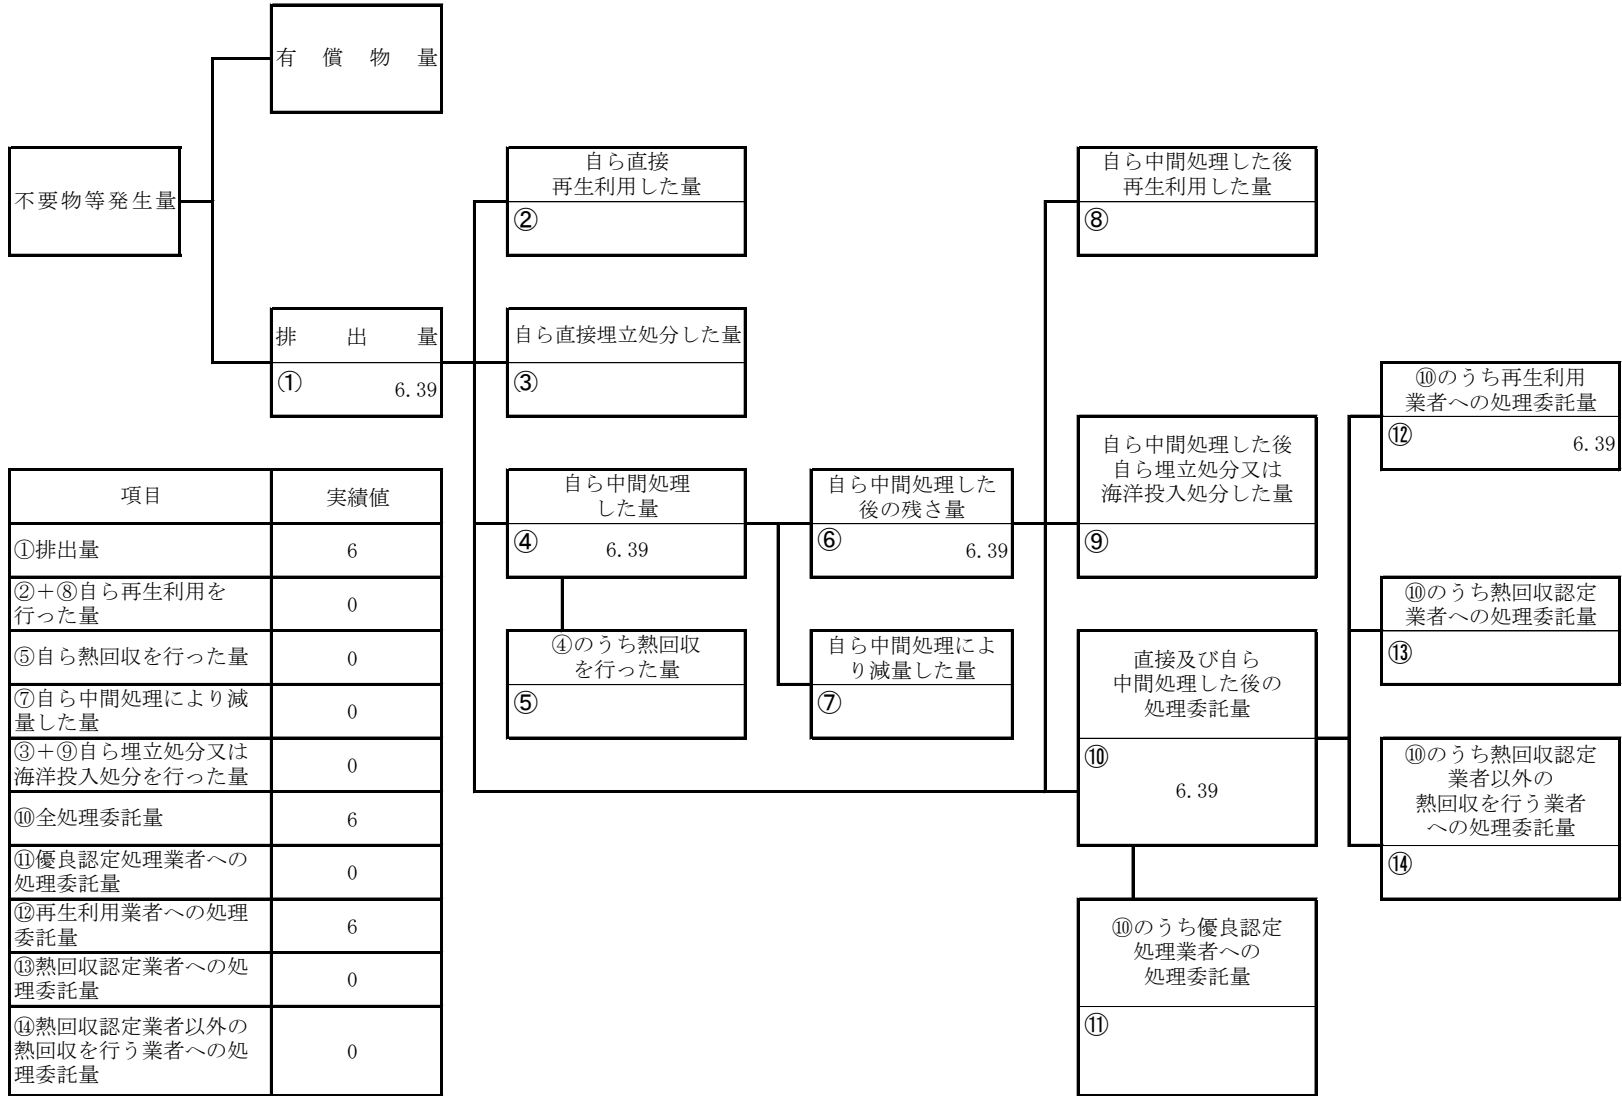 有償物量
不要物等発生量
排出量
① 6.39
自ら直接
再生利用した量
②
自ら直接埋立処分した量
③
自ら中間処理
した量
④ 6.39
④のうち熱回収
を行った量
⑤
自ら中間処理した
後の残さ量
⑥ 6.39
自ら中間処理によ
り減量した量
⑦
自ら中間処理した後
再生利用した量
⑧
自ら中間処理した後
自ら埋立処分又は
海洋投入処分した量
⑨
直接及び自ら
中間処理した後の
処理委託量
⑩
6.39
⑩のうち優良認定
処理業者への
処理委託量
⑪
⑩のうち再生利用
業者への処理委託量
⑫ 6.39
⑩のうち熱回収認定
業者への処理委託量
⑬
⑩のうち熱回収認定
業者以外の
熱回収を行う業者
への処理委託量
⑭
項目 実績値
①排出量 6
②＋⑧自ら再生利用を
行った量 0
⑤自ら熱回収を行った量 0
⑦自ら中間処理により減
量した量 0
③＋⑨自ら埋立処分又は
海洋投入処分を行った量 0
⑩全処理委託量 6
⑪優良認定処理業者への
処理委託量 0
⑫再生利用業者への処理
委託量 6
⑬熱回収認定業者への処
理委託量 0
⑭熱回収認定業者以外の
熱回収を行う業者への処
理委託量 0